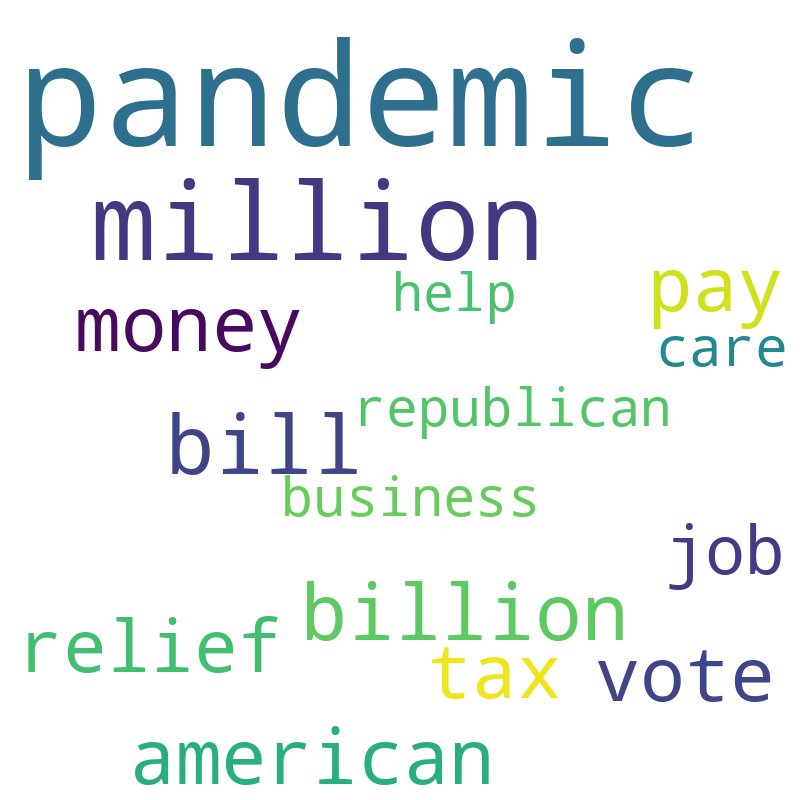 pandemic
million
help
pay
money
care
republican
bill
business
job
billion
relief
tax
vote
american